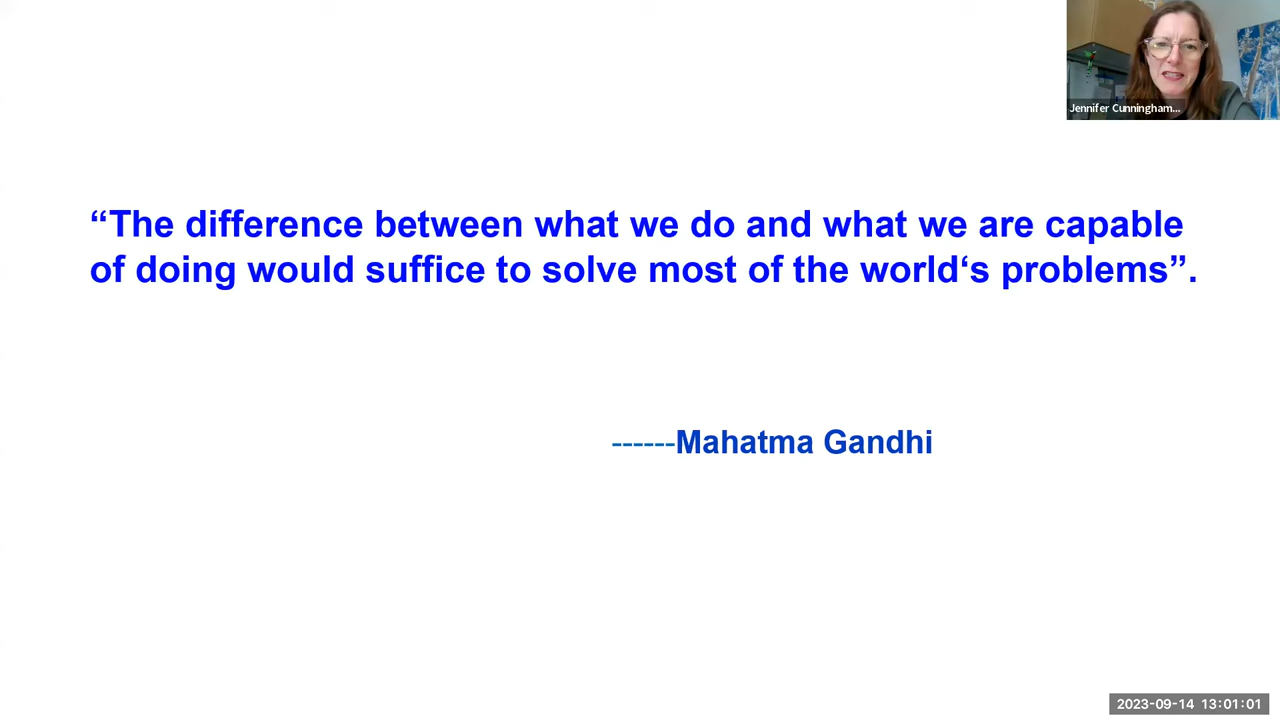 Jennifer Cunningham...
“The difference between what we do and what we are capable
of doing would suffice to solve most of the world‘s problems”.
------Mahatma Gandhi
2023-09-14 13:01:01